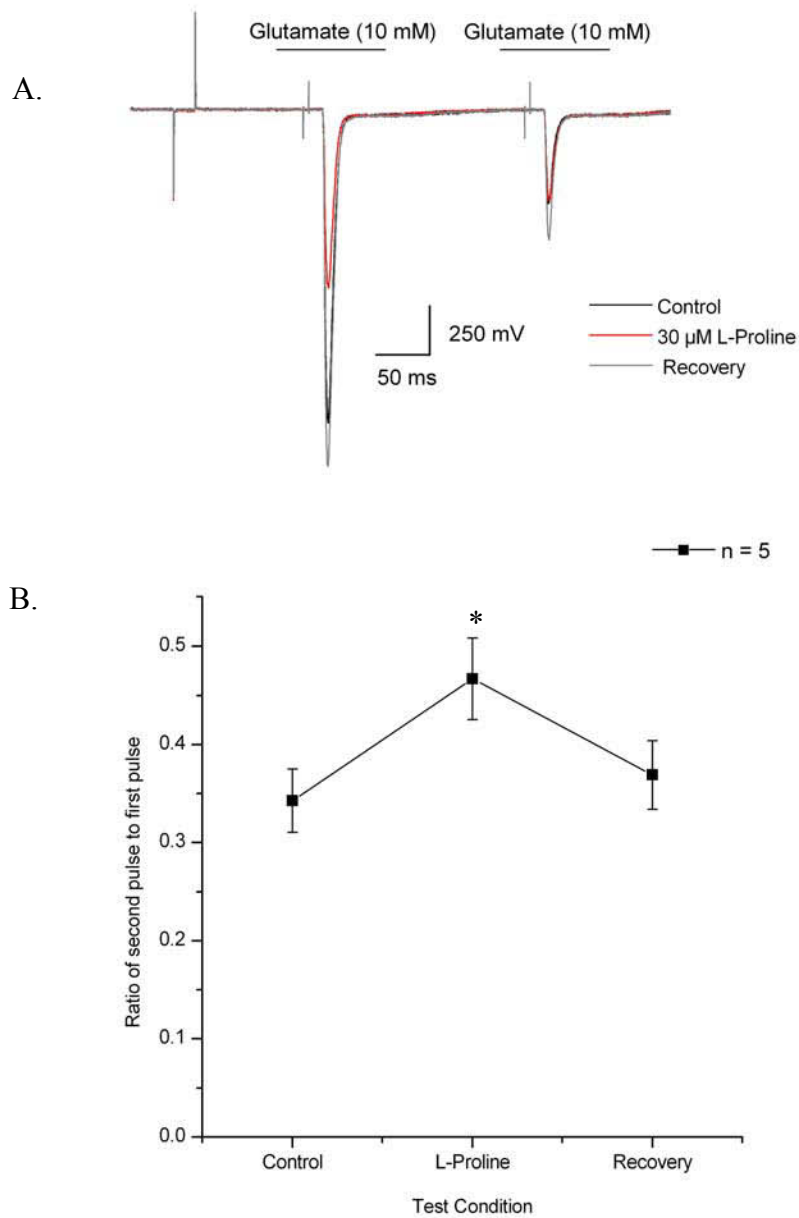 Glutamate (10 mM) Glutamate (10 mM)
A.
250 mV
50 ms
Control
30 µM L-Proline
Recovery
n = 5
B.
*
Ratio of second pulse to first pulse
0.5
0.4
0.3
0.2
0.1
0.0
Control L-Proline Recovery
Test Condition